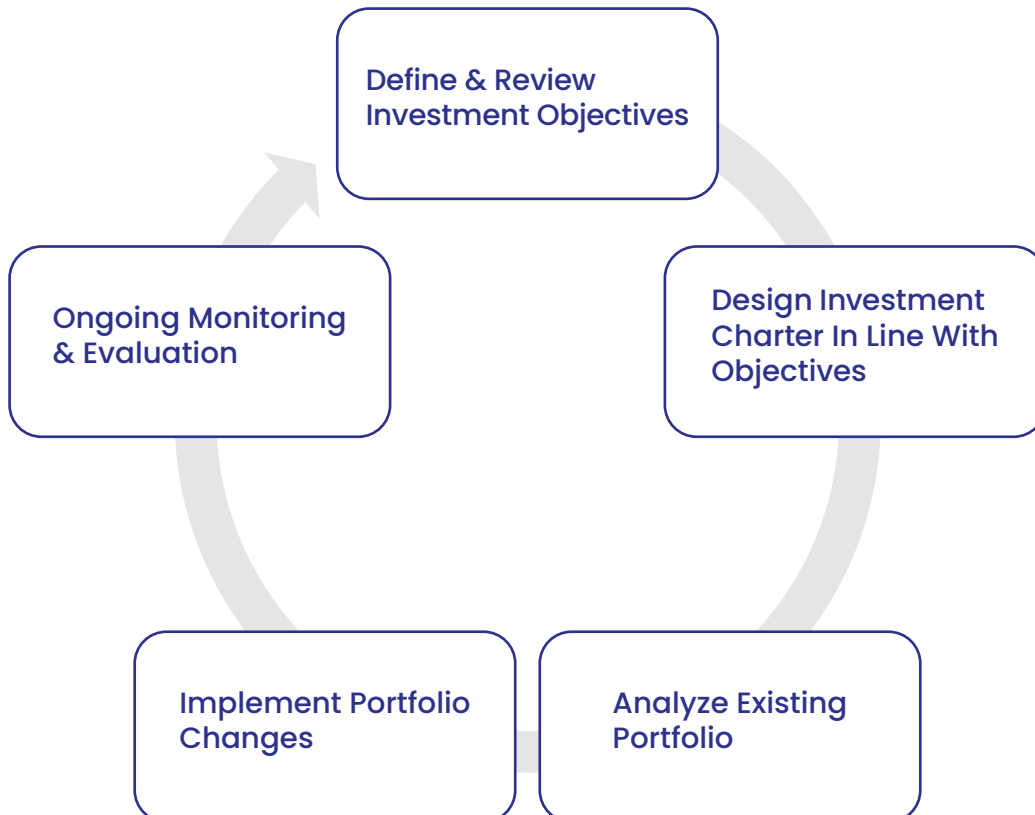 Define & Review
Investment Objectives
Design Investment
Charter In Line With
Objectives
Analyze Existing
Portfolio
Implement Portfolio
Changes
Ongoing Monitoring
& Evaluation